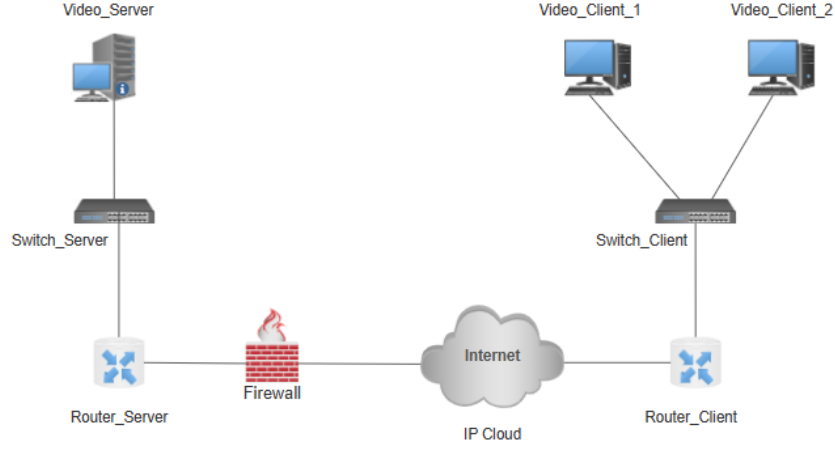 Video_Server
Video_Client_1
Video_Client_2
Switch_Server
Switch_Client
Internet
Firewall
Router_Server
Router_Client
IP Cloud